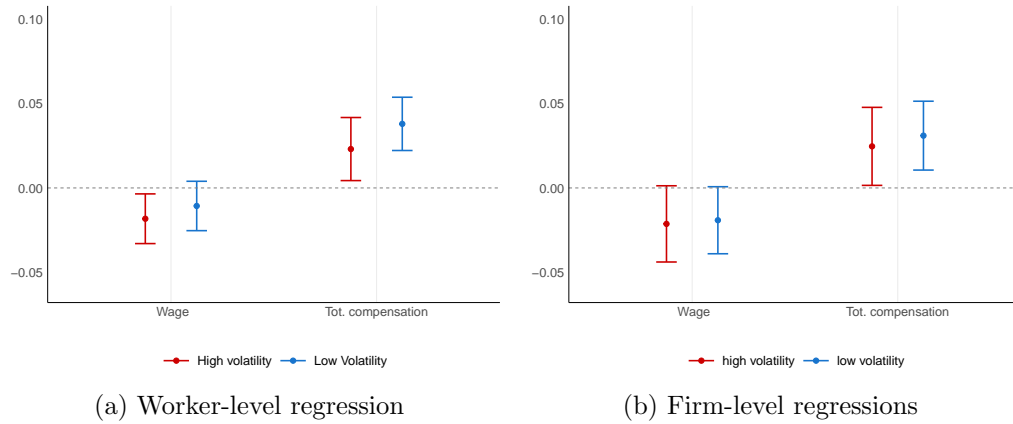 0.10
0.05
0.00
−0.05
Wage
Tot. compensation
High volatility
Low Volatility
(a) Worker-level regression
0.10
0.05
0.00
−0.05
Wage
Tot. compensation
high volatility
low volatility
(b) Firm-level regressions